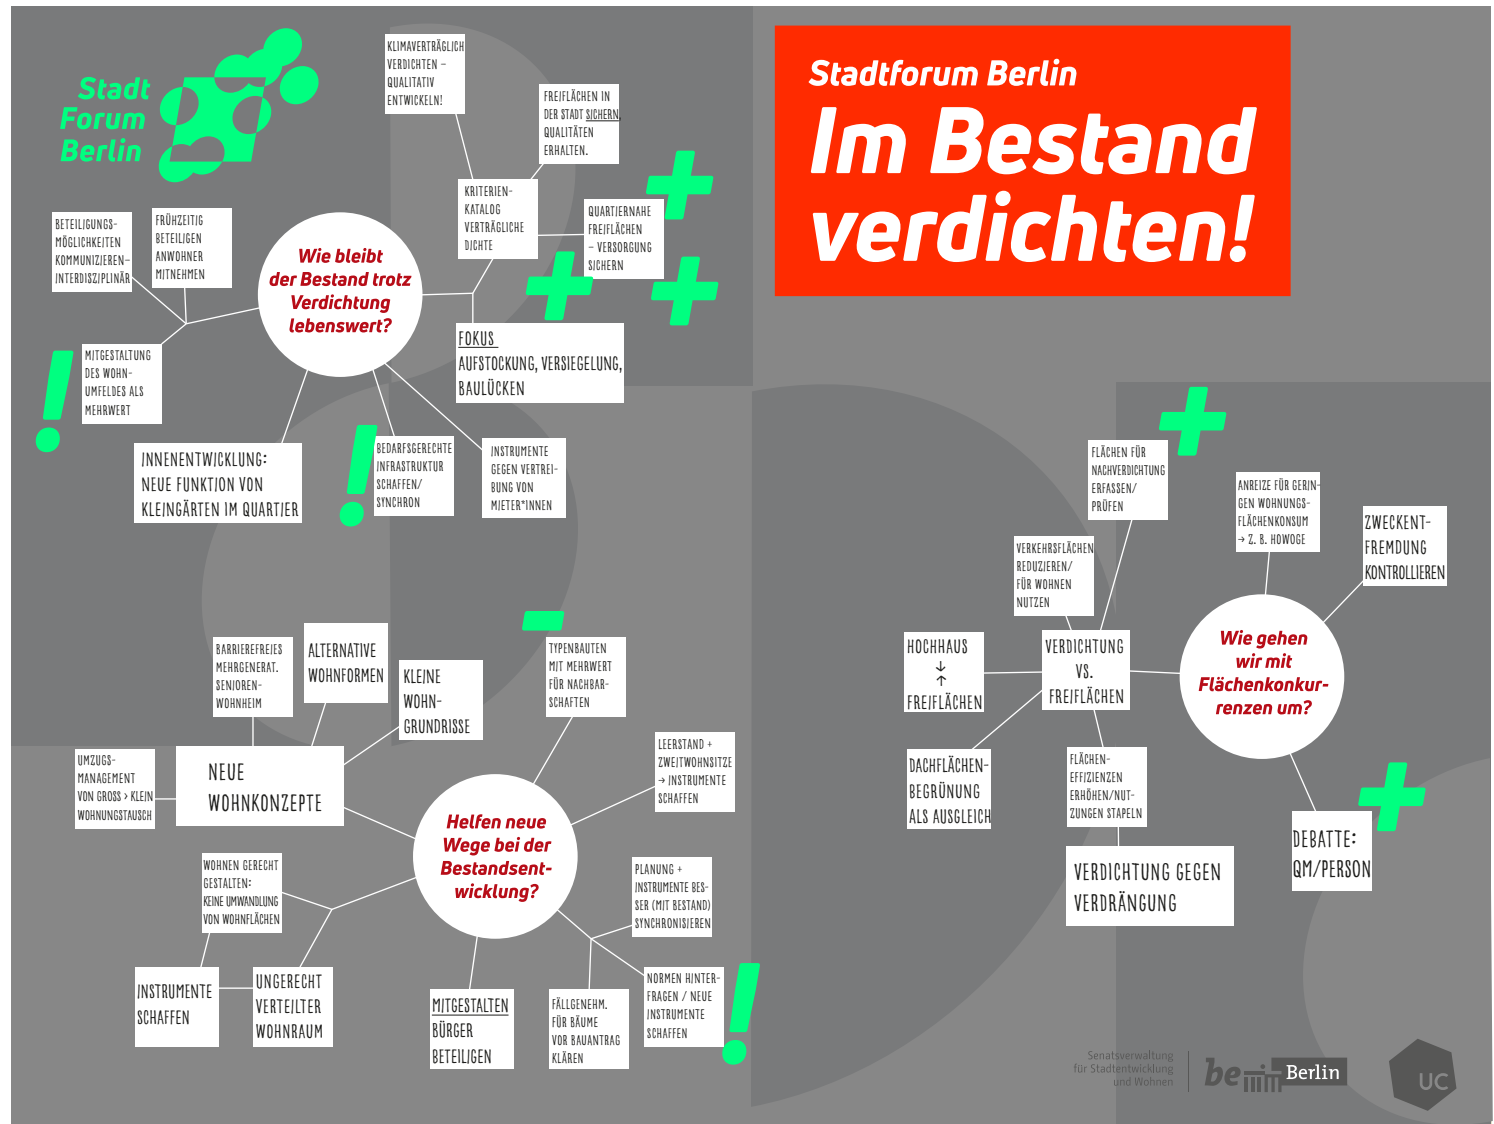 Stadt
Forum
Berlin
Stadtforum Berlin
Im Bestand
verdichten!
KLIMAVERTRÄGLICH
VERDICHTEN –
QUALITATIV
ENTWICKELN!
FREIFLÄCHEN IN
DER STADT SICHERN,
QUALITÄTEN
ERHALTEN.
KRITERIEN-
KATALOG
VERTRÄGLICHE
DICHTE
QUARTIERNAHE
FREIFLÄCHEN
– VERSORGUNG
SICHERN
BETEILIGUNGS-
MÖGLICHKEITEN
KOMMUNIZIEREN–
INTERDISZIPLINÄR
FRÜHZEITIG
BETEILIGEN
ANWOHNER
MITNEHMEN
Wie bleibt
der Bestand trotz
Verdichtung
lebenswert?
FOKUS
AUFSTOCKUNG, VERSIEGELUNG,
BAULÜCKEN
MITGESTALTUNG
DES WOHN-
UMFELDES ALS
MEHRWERT
INNENENTWICKLUNG:
NEUE FUNKTION VON
KLEINGÄRTEN IM QUARTIER
BEDARFSGERECHTE
INFRASTRUKTUR
SCHAFFEN/
SYNCHRON
INSTRUMENTE
GEGEN VERTREI-
BUNG VON
MIETER*INNEN
BARRIEREFREIES
MEHRGENERAT.
SENIOREN-
WOHNHEIM
ALTERNATIVE
WOHNFORMEN
KLEINE
WOHN-
GRUNDRISSE
TYPENBAUTEN
MIT MEHRWERT
FÜR NACHBAR-
SCHAFTEN
UMZUGS-
MANAGEMENT
VON GROSS > KLEIN
WOHNUNGSTAUSCH
NEUE
WOHNKONZEPTE
LEERSTAND +
ZWEITWOHNSITZE
→ INSTRUMENTE
SCHAFFEN
Helfen neue
Wege bei der
Bestandsent-
wicklung?
WOHNEN GERECHT
GESTALTEN:
KEINE UMWANDLUNG
VON WOHNFLÄCHEN
PLANUNG +
INSTRUMENTE BES-
SER (MIT BESTAND)
SYNCHRONISIEREN
INSTRUMENTE
SCHAFFEN
UNGERECHT
VERTEILTER
WOHNRAUM
MITGESTALTEN
BÜRGER
BETEILIGEN
FÄLLGENEHM.
FÜR BÄUME
VOR BAUANTRAG
KLÄREN
NORMEN HINTER-
FRAGEN / NEUE
INSTRUMENTE
SCHAFFEN
FLÄCHEN FÜR
NACHVERDICHTUNG
ERFASSEN/
PRÜFEN
ANREIZE FÜR GERIN-
GEN WOHNUNGS-
FLÄCHENKONSUM
→ Z. B. HOWOGE
ZWECKENT-
FREMDUNG
KONTROLLIEREN
VERKEHRSFLÄCHEN
REDUZIEREN/
FÜR WOHNEN
NUTZEN
HOCHHAUS
↓
↑
FREIFLÄCHEN
VERDICHTUNG
VS.
FREIFLÄCHEN
Wie gehen
wir mit
Flächenkonkur-
renzen um?
DACHFLÄCHEN-
BEGRÜNUNG
ALS AUSGLEICH
FLÄCHEN-
EFFIZIENZEN
ERHÖHEN/NUT-
ZUNGEN STAPELN
VERDICHTUNG GEGEN
VERDRÄNGUNG
DEBATTE:
QM/PERSON
Senatsverwaltung
für Stadtentwicklung
und Wohnen
be Berlin
UC